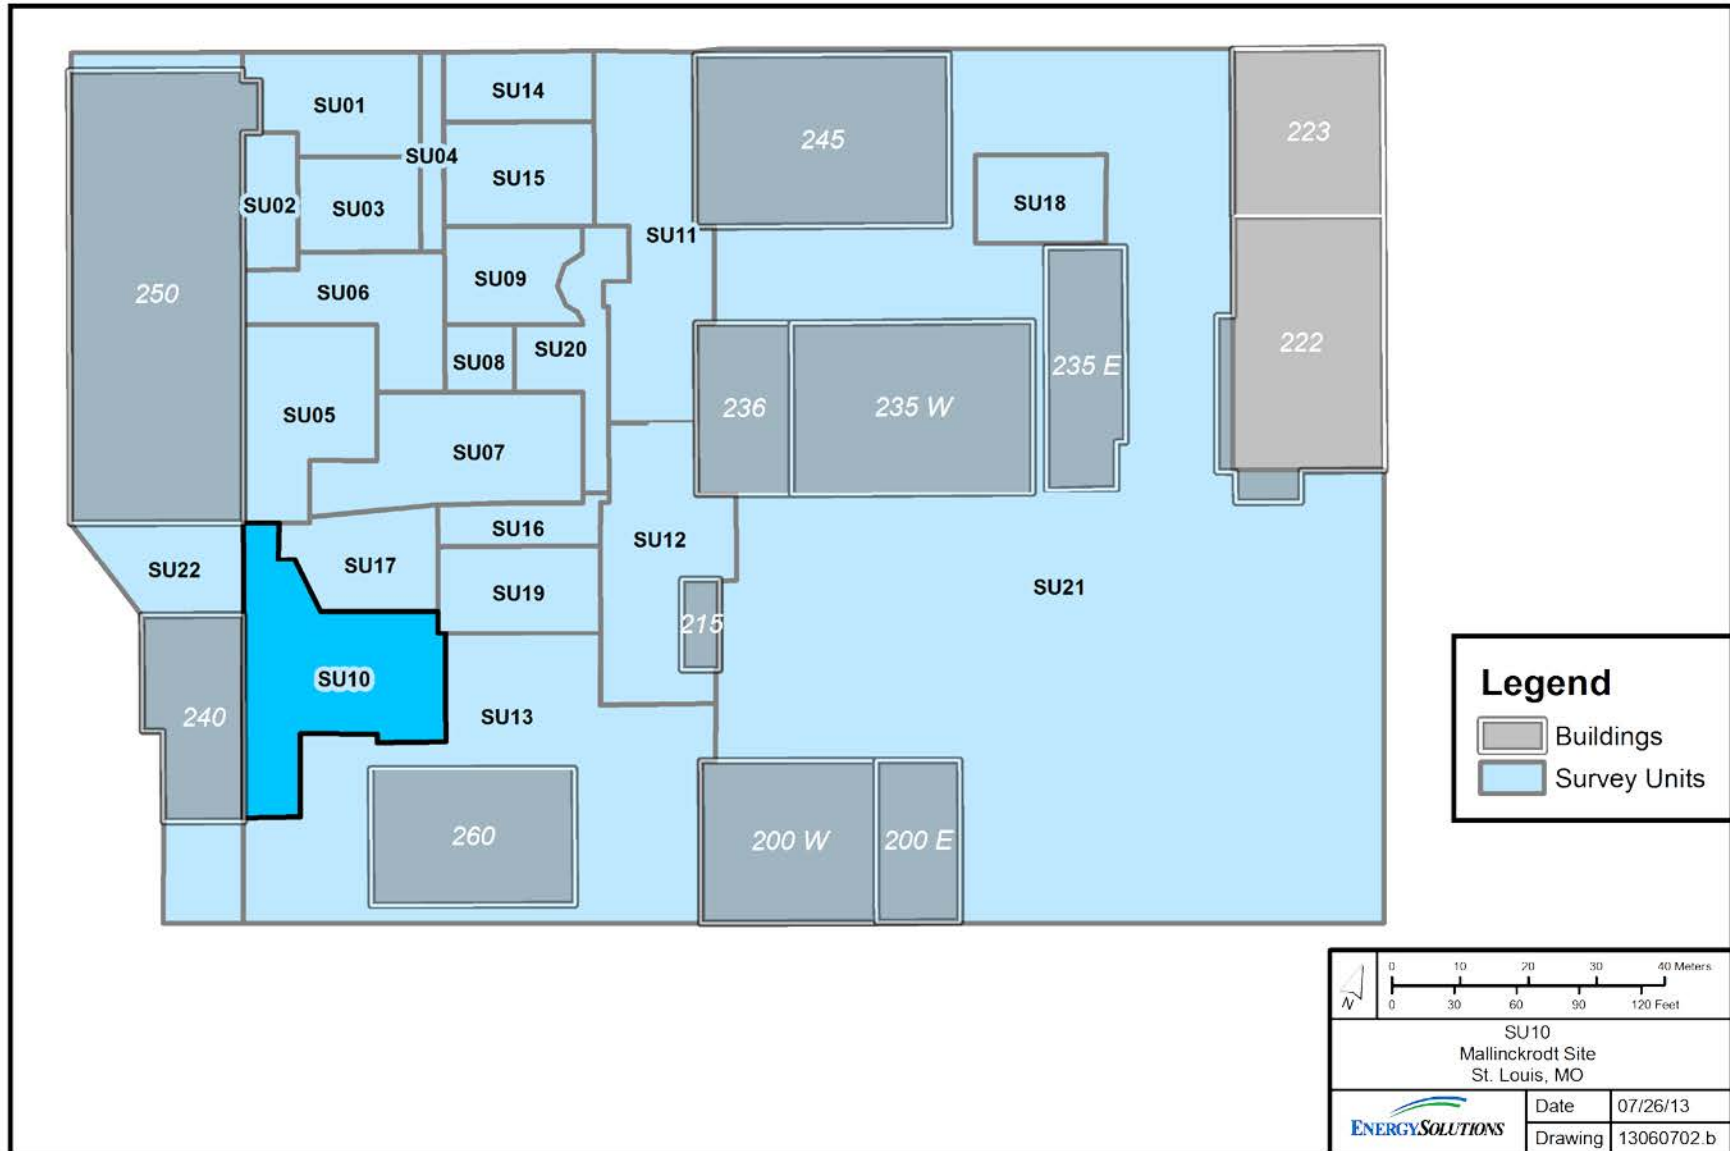 SU01
SU14
245
223
SU04
SU15
SU02
SU03
SU18
SU11
250
SU06
SU09
222
SU20
SU08
235 E
236
235 W
SU05
SU07
SU16
SU12
SU22
SU17
SU19
SU21
215
SU10
240
SU13
260
200 W
200 E
Legend
Buildings
Survey Units
N
0 10 20 30 40 Meters
0 30 60 90 120 Feet
SU10
Mallinckrodt Site
St. Louis, MO
ENERGYSOLUTIONS
Date 07/26/13
Drawing 13060702.b